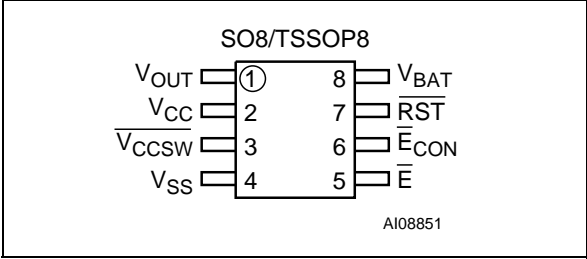 SO8/TSSOP8
VOUT 1 8 VBAT
VCC 2 7 RST
VCCSW 3 6 ECON
VSS 4 5 E
AI08851